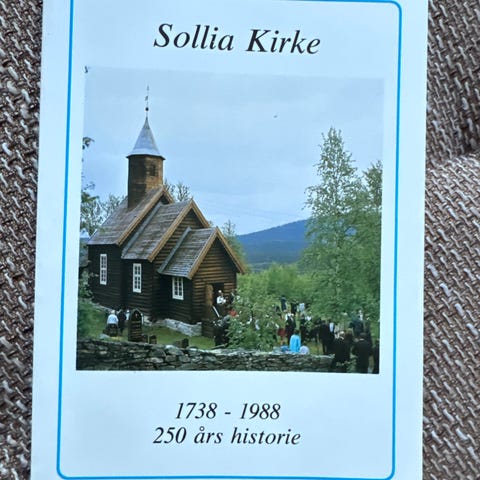 Sollia Kirke
1738 - 1988
250 års historie